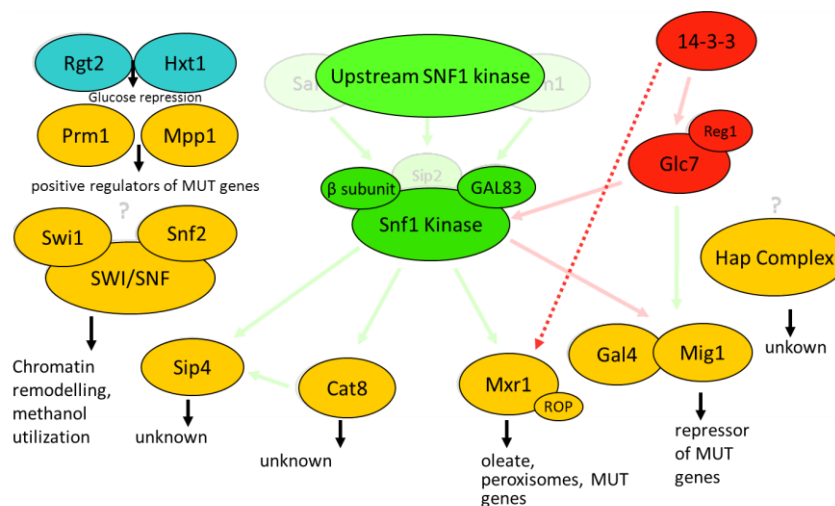 Rgt2
Hxt1
Glucose repression
Prm1
Mpp1
positive regulators of MUT genes
?
Swi1
Snf2
SWI/SNF
Chromatin
remodelling,
methanol
utilization
Upstream SNF1 kinase
Sip2
β subunit
GAL83
Snf1 Kinase
Sip4
unknown
Cat8
unknown
Mxr1
ROP
oleate,
peroxisomes, MUT
genes
14-3-3
Reg1
Glc7
Gal4
Mig1
repressor
of MUT
genes
?
Hap Complex
unkown